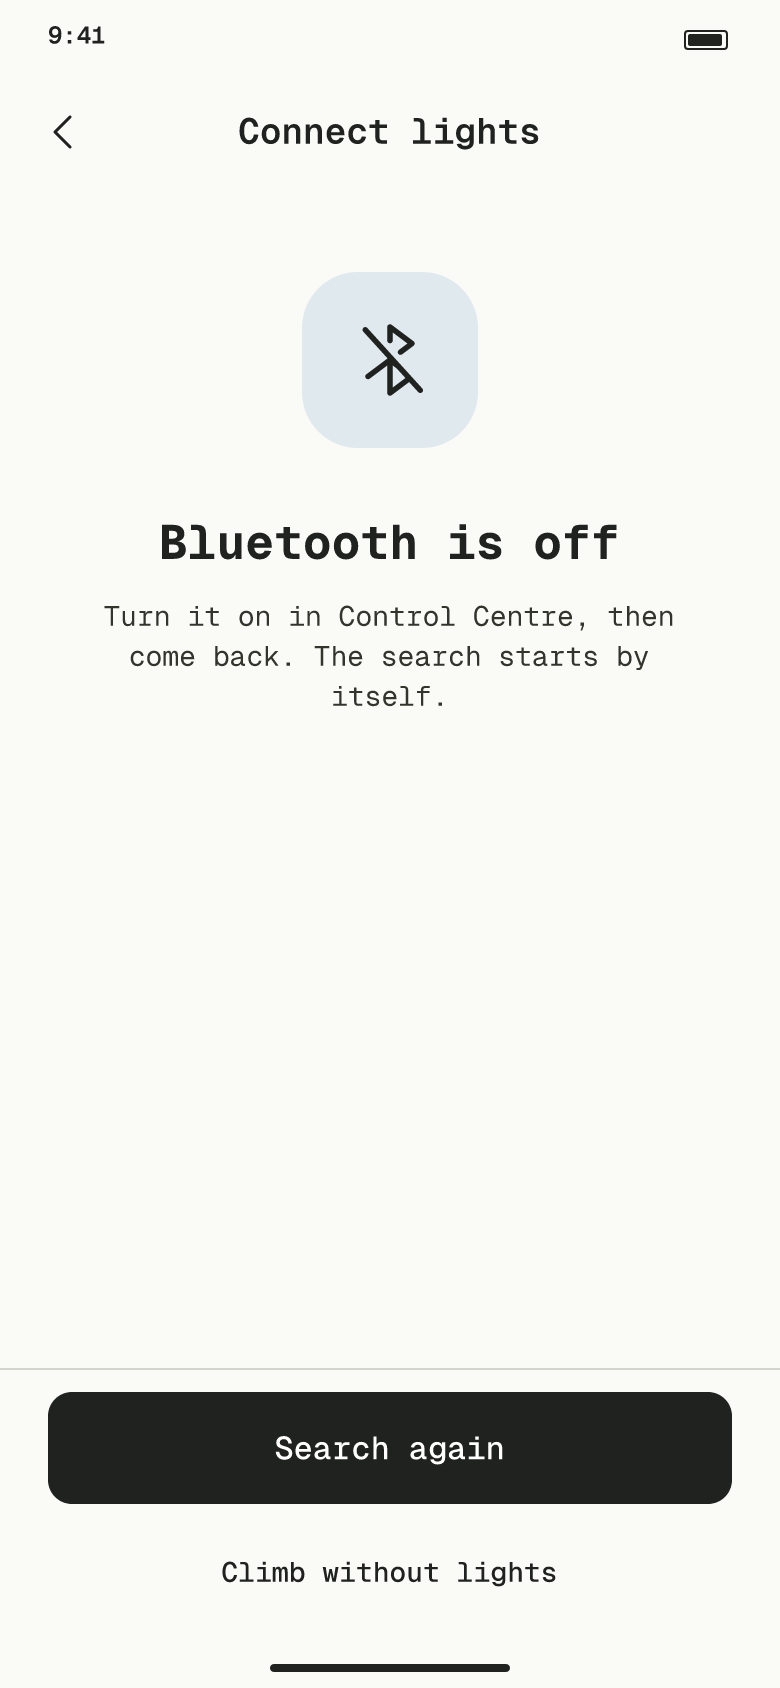 9:41
Connect lights
Bluetooth is off
Turn it on in Control Centre, then
come back. The search starts by
itself.
Search again
Climb without lights